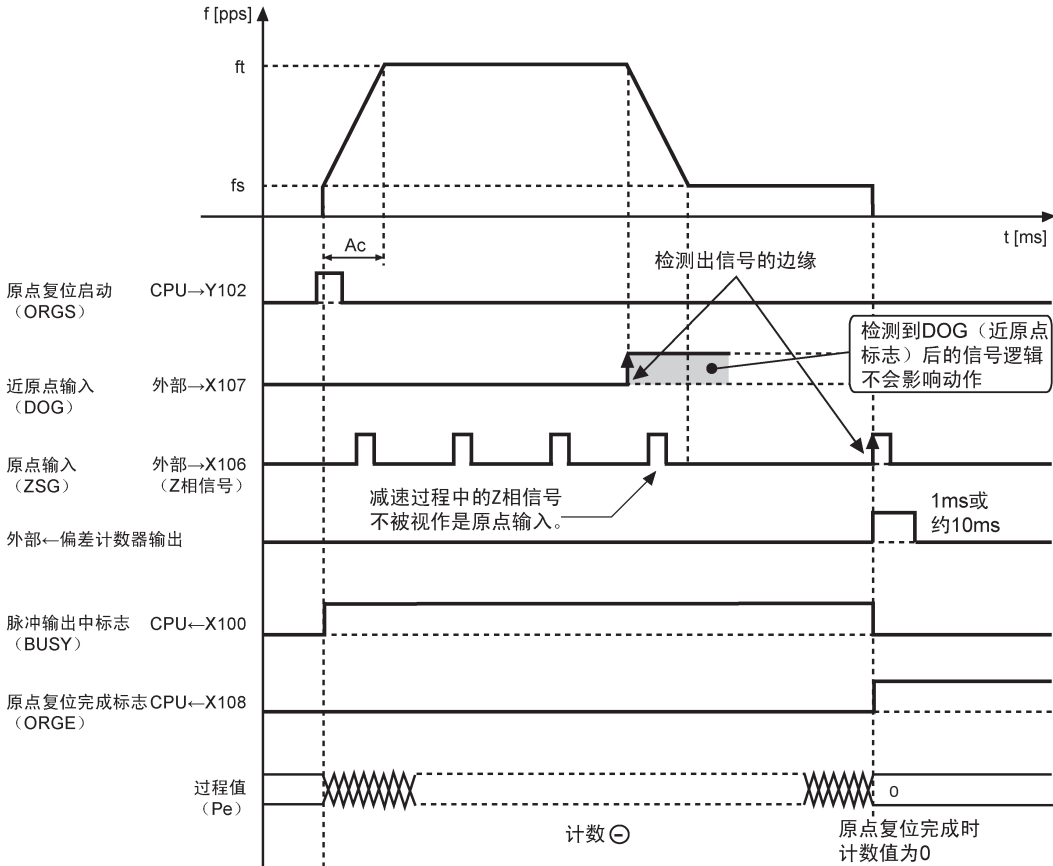 f [pps]
ft
fs
t [ms]
Ac
检测出信号的边缘
原点复位启动 CPU→Y102
（ORGS）
检测到DOG（近原点
标志）后的信号逻辑
不会影响动作
近原点输入 外部→X107
（DOG）
原点输入 外部→X106
（ZSG） （Z相信号）
减速过程中的Z相信号
不被视作是原点输入。
1ms或
约10ms
外部←偏差计数器输出
脉冲输出中标志 CPU←X100
（BUSY）
原点复位完成标志 CPU←X108
（ORGE）
过程值
（Pe）
0
计数⊖
原点复位完成时
计数值为0